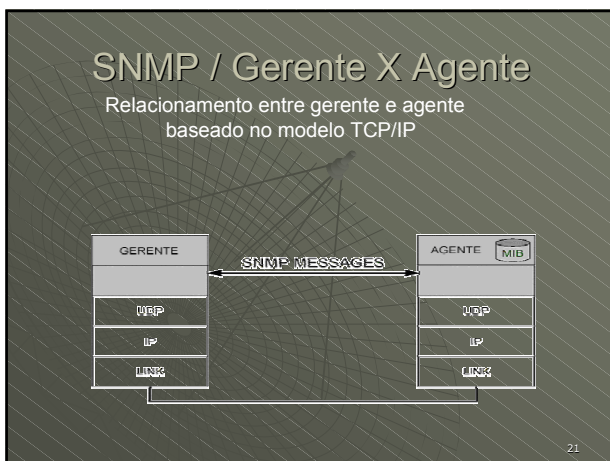 SNMP / Gerente X Agente
Relacionamento entre gerente e agente
baseado no modelo TCP/IP
GERENTE
SNMP MESSAGES
AGENTE
MIB
UDP
UDP
IP
IP
LINK
LINK
21